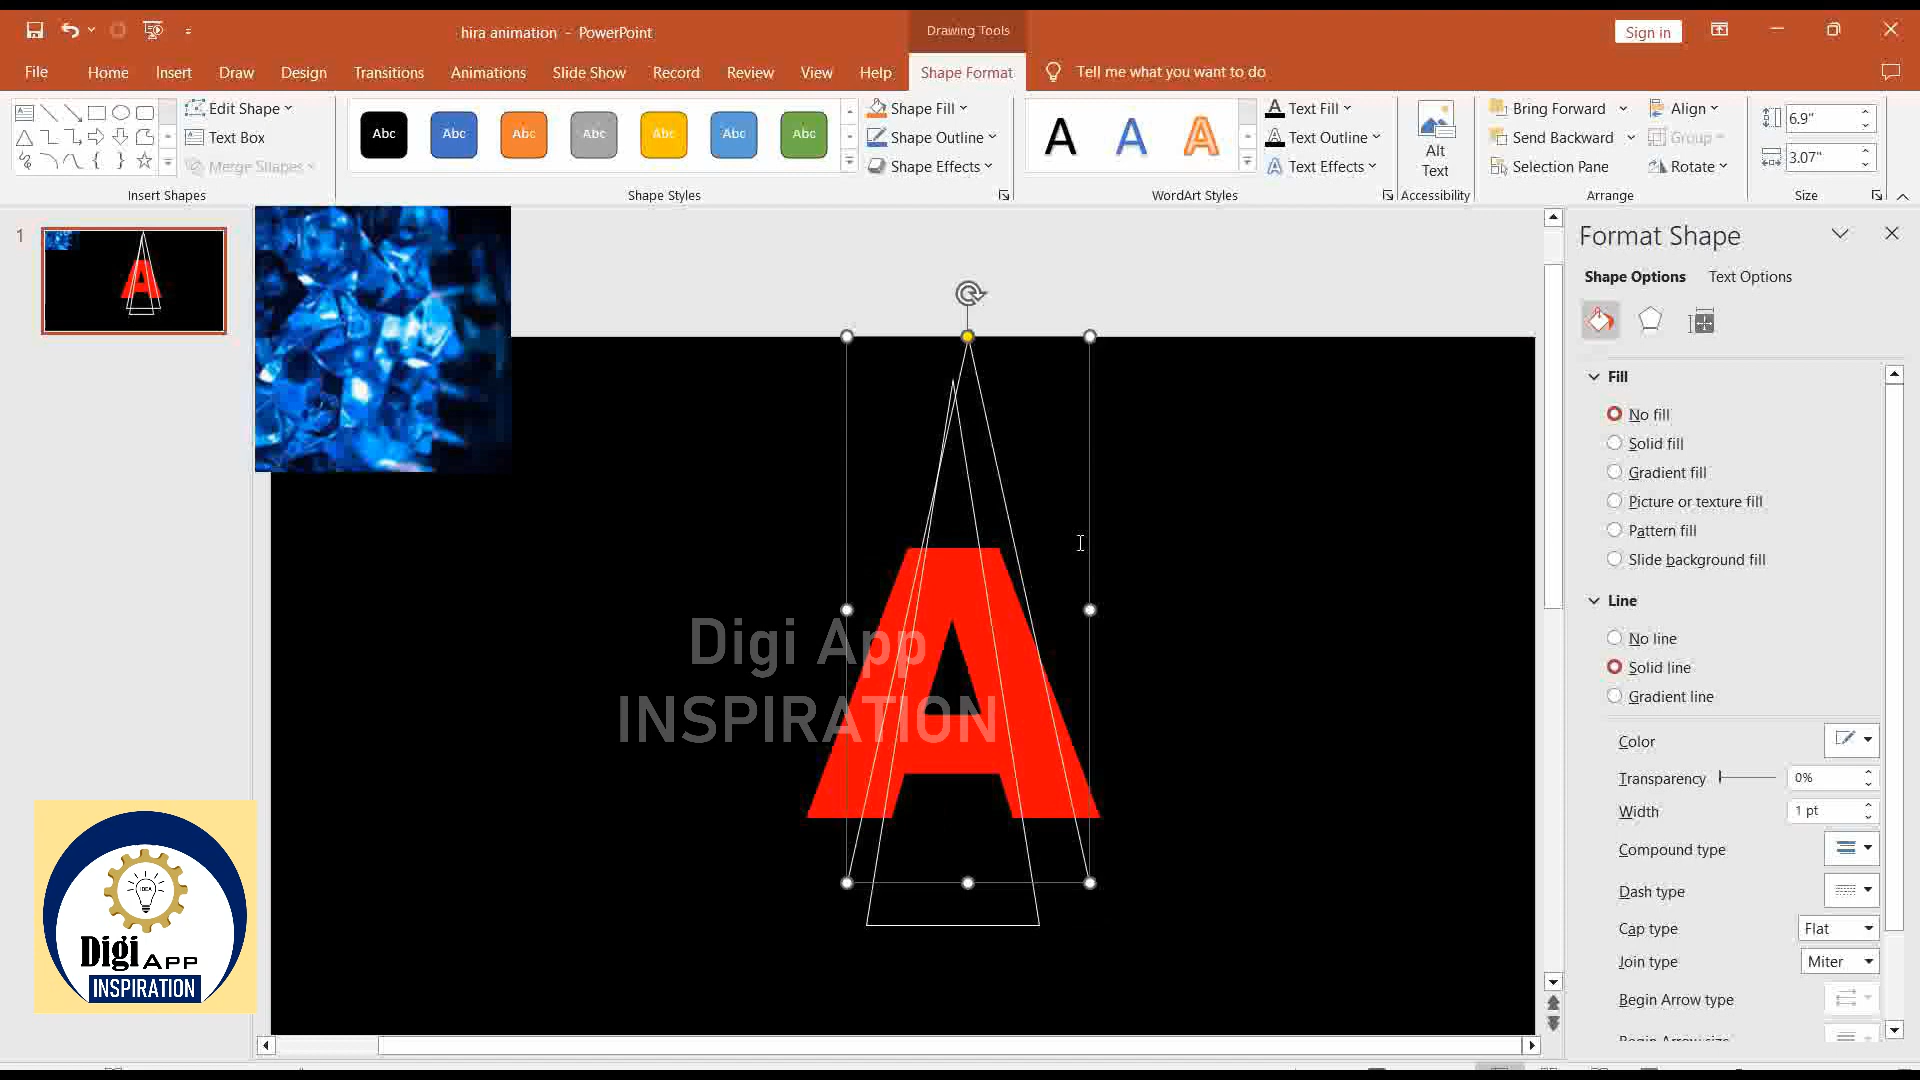 hira animation - PowerPoint
Drawing Tools
Sign in
File
Home
Insert
Draw
Design
Transitions
Animations
Slide Show
Record
Review
View
Help
Shape Format
Tell me what you want to do
Edit Shape
Text Box
Merge Shapes
Insert Shapes
Abc
Abc
Abc
Abc
Abc
Abc
Abc
Shape Styles
Shape Fill
Shape Outline
Shape Effects
A
A
A
WordArt Styles
Text Fill
Text Outline
Text Effects
Alt
Text
Accessibility
Bring Forward
Send Backward
Selection Pane
Align
Group
Rotate
Arrange
6.9"
3.07"
Size
1
A
A
Digi App
INSPIRATION
IDEA
Digi APP
INSPIRATION
Format Shape
Shape Options
Text Options
Fill
No fill
Solid fill
Gradient fill
Picture or texture fill
Pattern fill
Slide background fill
Line
No line
Solid line
Gradient line
Color
Transparency
0%
Width
1 pt
Compound type
Dash type
Cap type
Flat
Join type
Miter
Begin Arrow type